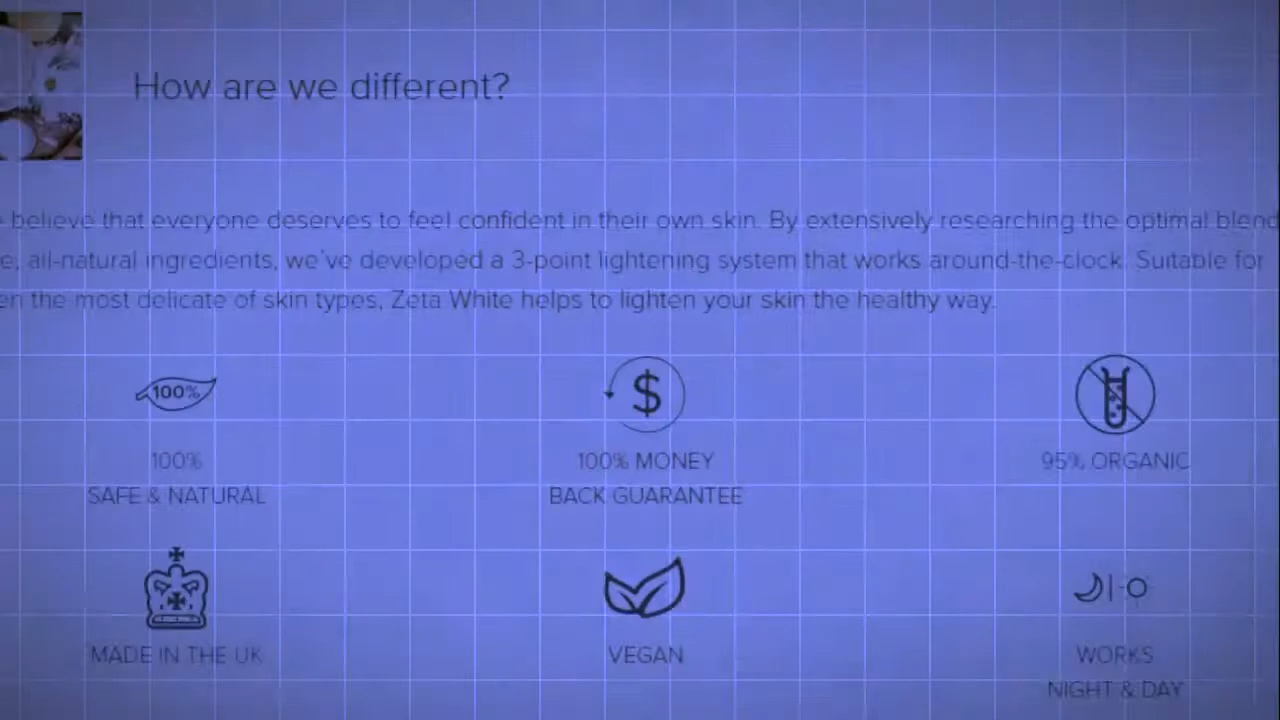 How are we different?
believe that everyone deserves to feel confident in their own skin. By extensively researching the optimal blend
all-natural ingredients, we've developed a 3-point lightening system that works around-the-clock. Suitable for
the most delicate of skin types, Zeta White helps to lighten your skin the healthy way.
100%
100%
SAFE & NATURAL
$
100% MONEY
BACK GUARANTEE
95% ORGANIC
MADE IN THE UK
VEGAN
WORKS
NIGHT & DAY